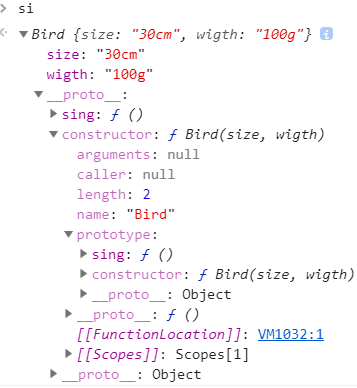 si
Bird {size: "30cm", wigth: "100g"} i
size: "30cm"
wigth: "100g"
__proto__:
sing: ƒ ()
constructor: ƒ Bird(size, wigth)
arguments: null
caller: null
length: 2
name: "Bird"
prototype:
sing: ƒ ()
constructor: ƒ Bird(size, wigth)
__proto__: Object
__proto__: ƒ ()
[[FunctionLocation]]: VM1032:1
[[Scopes]]: Scopes[1]
__proto__: Object